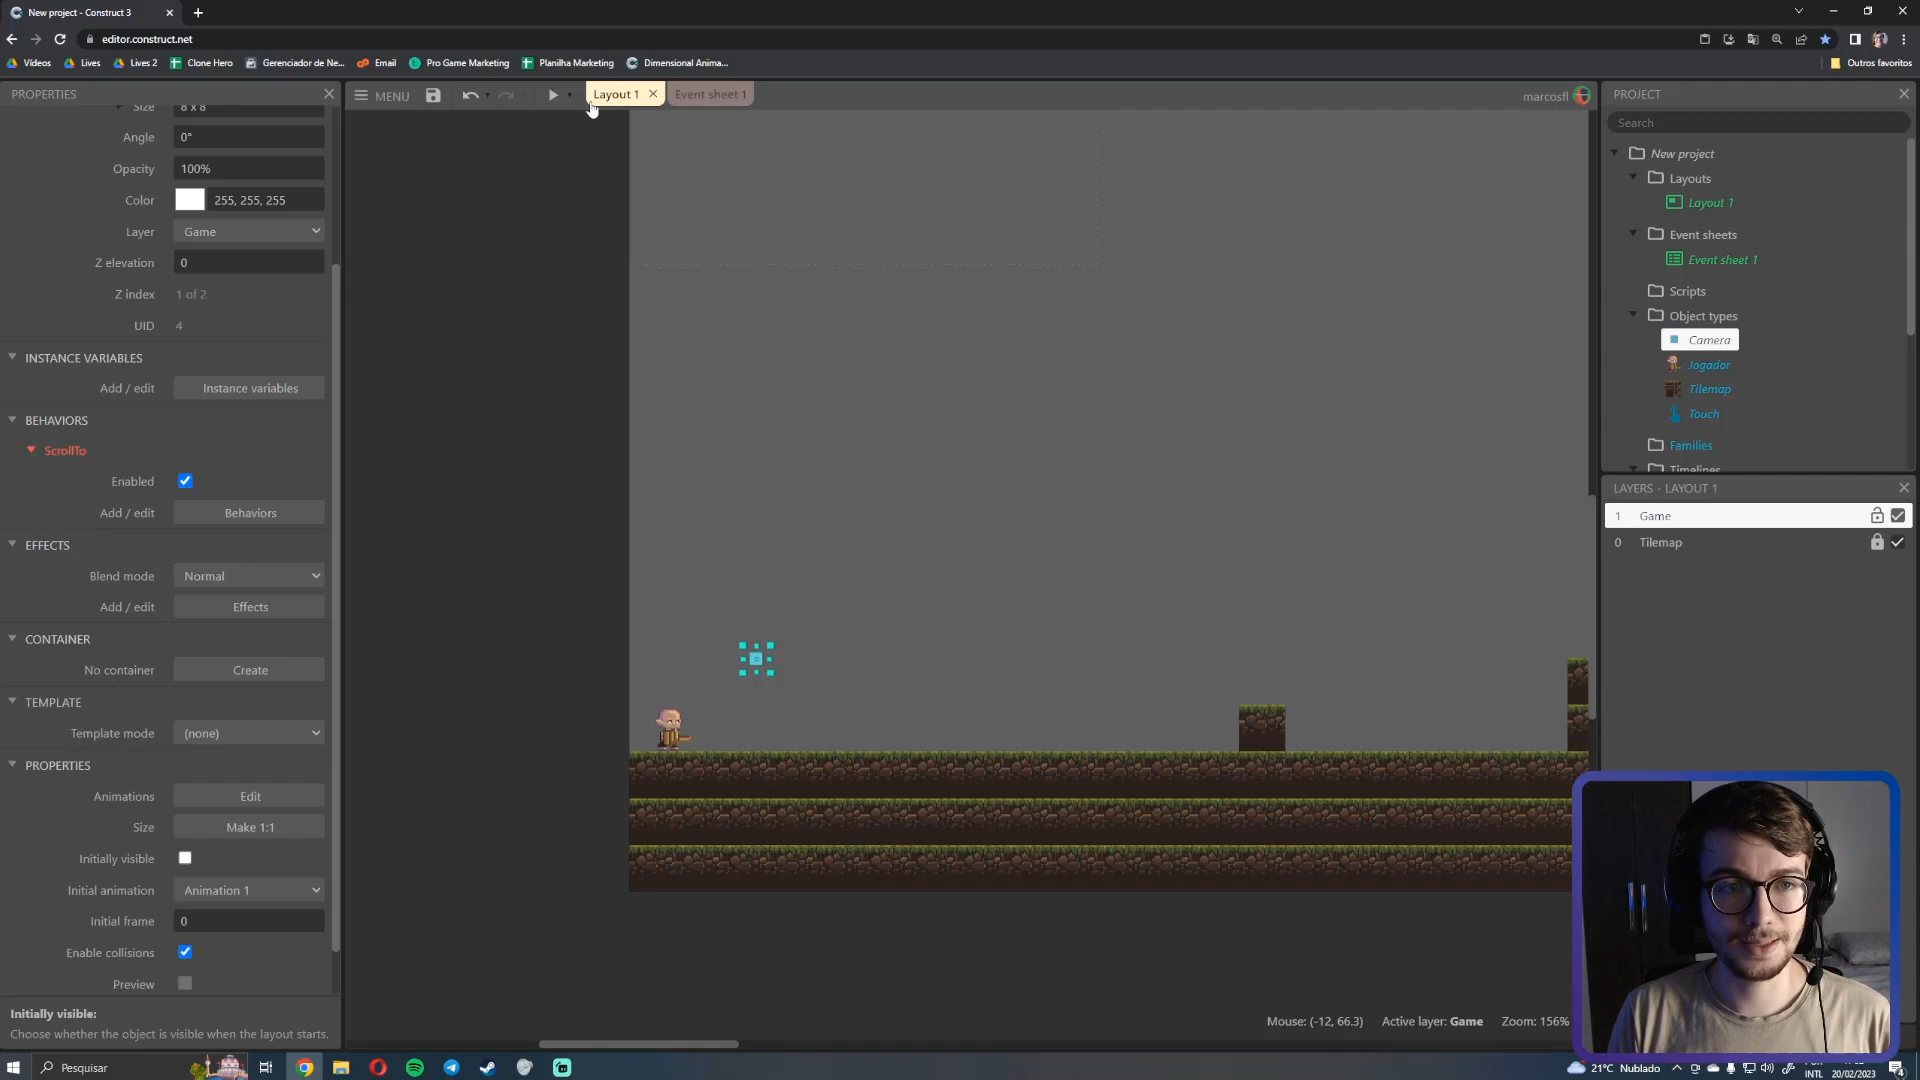 New project - Construct 3
editor.construct.net
Vídeos
Lives
Lives 2
Clone Hero
Gerenciador de Ne...
Email
Pro Game Marketing
Planilha Marketing
Dimensional Anima...
Outros favoritos
PROPERTIES
MENU
Layout 1
Event sheet 1
marcosfl
PROJECT
Size 8 x 8
Angle 0°
Opacity 100%
Color 255, 255, 255
Layer Game
Z elevation 0
Z index 1 of 2
UID 4
INSTANCE VARIABLES
Add / edit Instance variables
BEHAVIORS
ScrollTo
Enabled
Add / edit Behaviors
EFFECTS
Blend mode Normal
Add / edit Effects
CONTAINER
No container Create
TEMPLATE
Template mode (none)
PROPERTIES
Animations Edit
Size Make 1:1
Initially visible
Initial animation Animation 1
Initial frame 0
Enable collisions
Preview
Initially visible:
Choose whether the object is visible when the layout starts.
Search
New project
Layouts
Layout 1
Event sheets
Event sheet 1
Scripts
Object types
Camera
Jogador
Tilemap
Touch
Families
Timelines
LAYERS - LAYOUT 1
1 Game
0 Tilemap
Mouse: (-12, 66.3) Active layer: Game Zoom: 156%
Pesquisar
21°C Nublado
INTL 20/02/2023
4